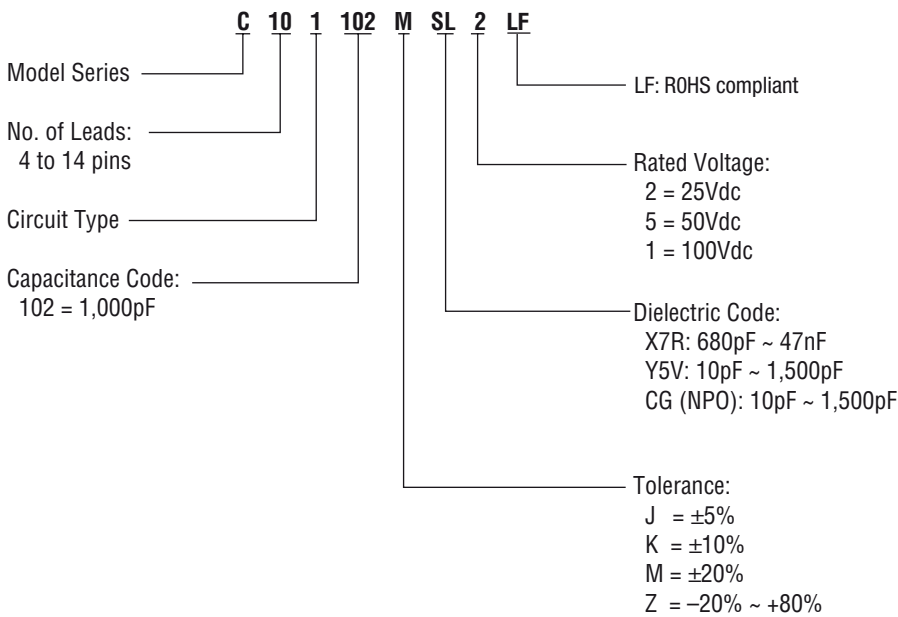 C 10 1 102 M SL 2 LF
Model Series
No. of Leads:
4 to 14 pins
Circuit Type
Capacitance Code:
102 = 1,000pF
LF: R0HS compliant
Rated Voltage:
2 = 25Vdc
5 = 50Vdc
1 = 100Vdc
Dielectric Code:
X7R: 680pF ~ 47nF
Y5V: 10pF ~ 1,500pF
CG (NPO): 10pF ~ 1,500pF
Tolerance:
J = ±5%
K = ±10%
M = ±20%
Z = –20% ~ +80%